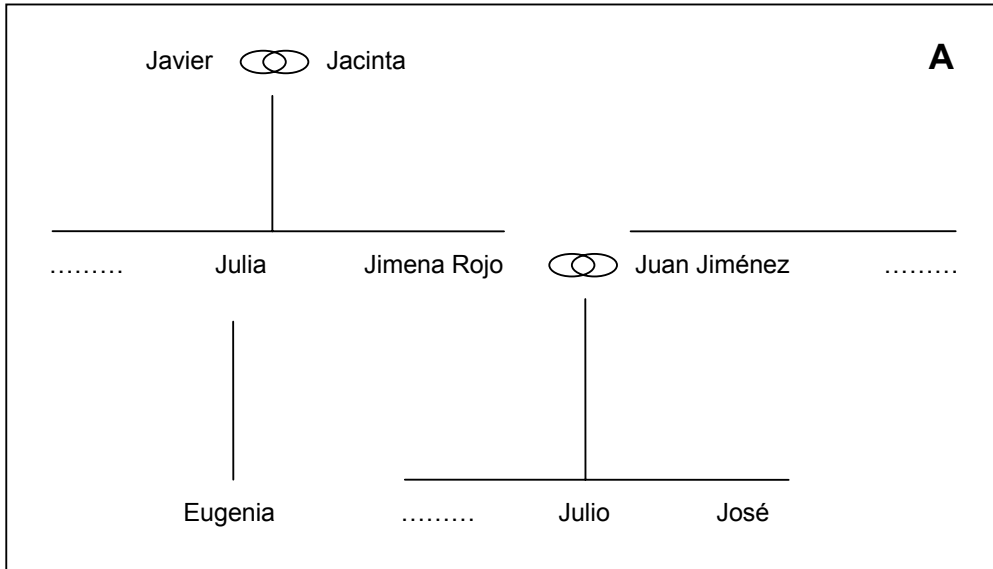 Javier Jacinta A
……… Julia Jimena Rojo Juan Jiménez ………
Eugenia ……… Julio José